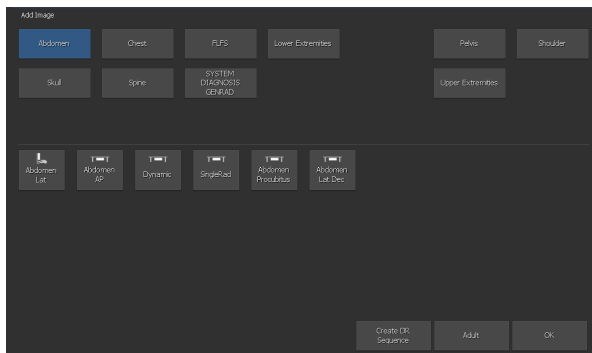 Add Image
Abdomen
Chest
FLFS
Lower Extremities
Pelvis
Shoulder
Skull
Spine
SYSTEM
DIAGNOSIS
GENRAD
Upper Extremities
Abdomen
Lat
Abdomen
AP
Dynamic
SingleRad
Abdomen
Procubitus
Abdomen
Lat Dec
Create DR
Sequence
Adult
OK